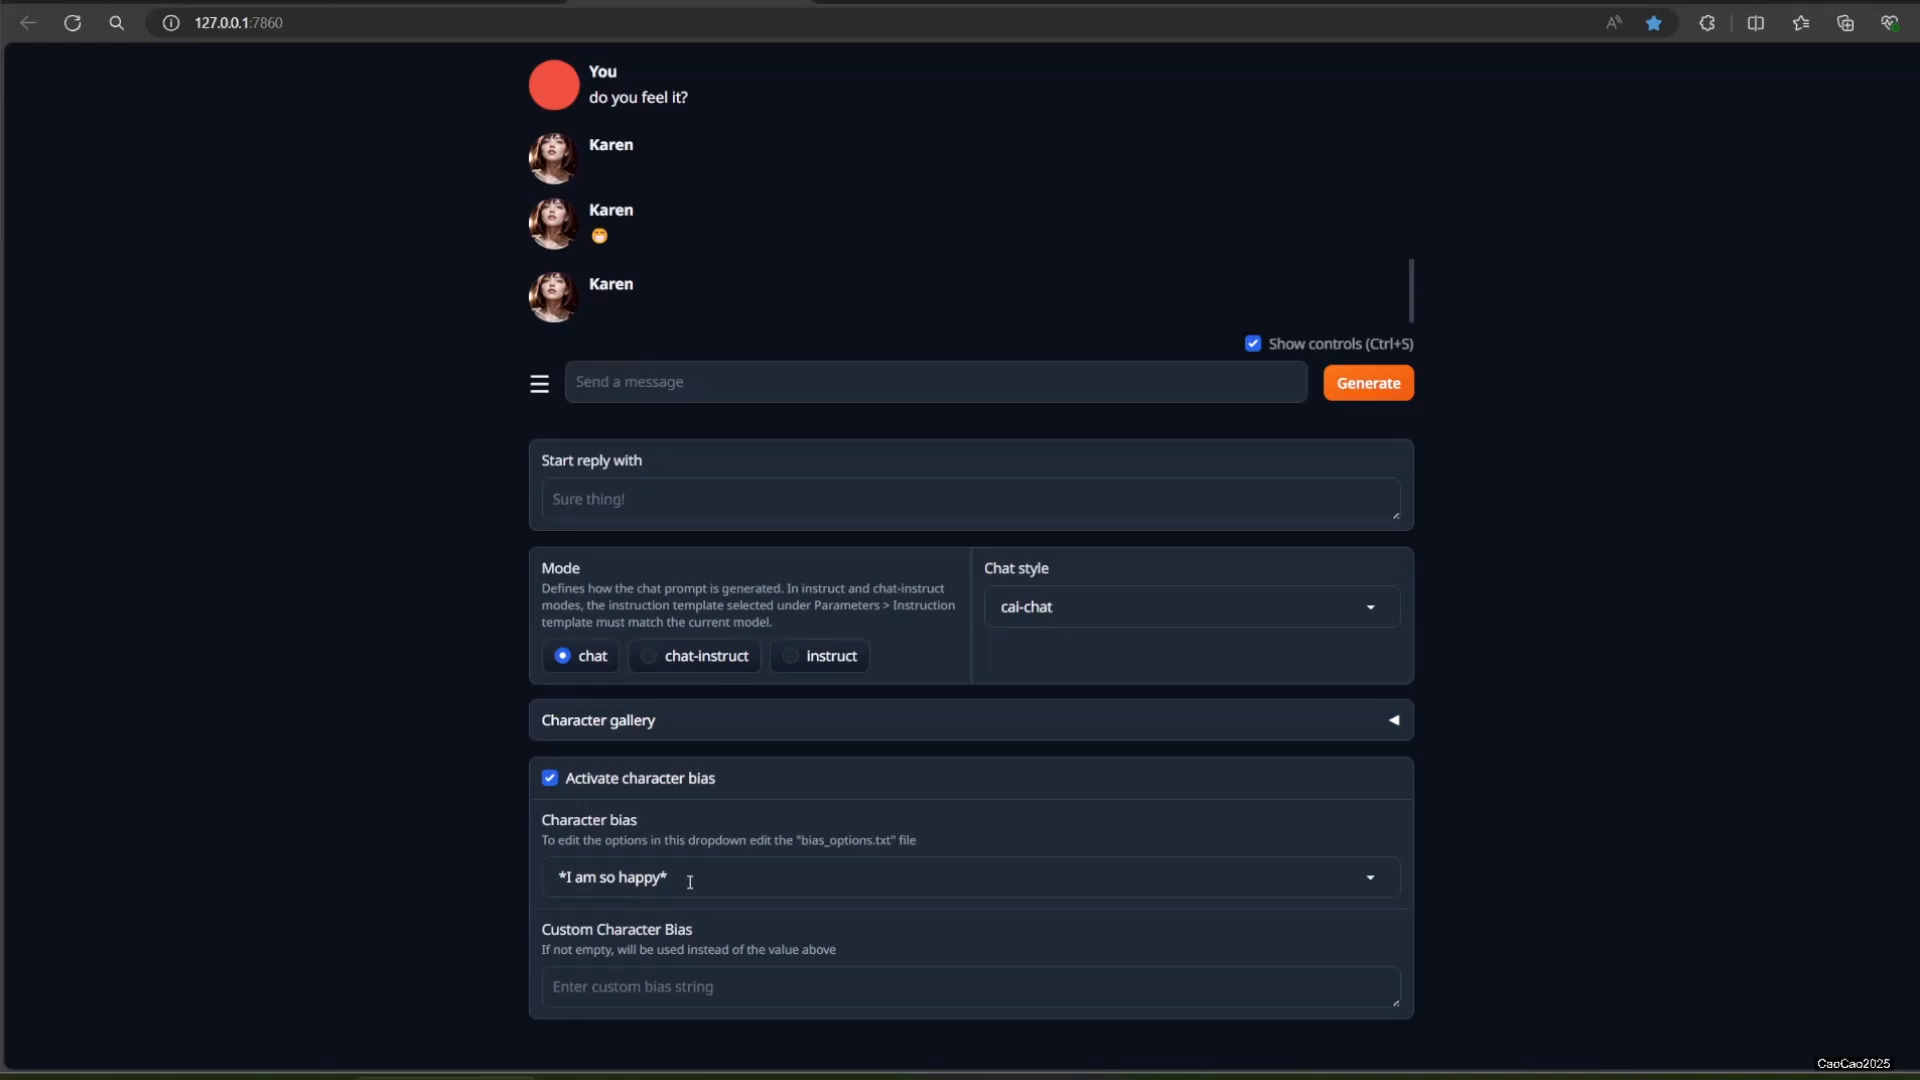 127.0.0.1:7860
You
do you feel it?
Karen
Karen
😁
Karen
Show controls (Ctrl+S)
Send a message
Generate
Start reply with
Sure thing!
Mode
Defines how the chat prompt is generated. In instruct and chat-instruct
modes, the instruction template selected under Parameters > Instruction
template must match the current model.
chat
chat-instruct
instruct
Chat style
cai-chat
Character gallery
Activate character bias
Character bias
To edit the options in this dropdown edit the "bias_options.txt" file
*I am so happy*
Custom Character Bias
If not empty, will be used instead of the value above
Enter custom bias string
CaoCao2025